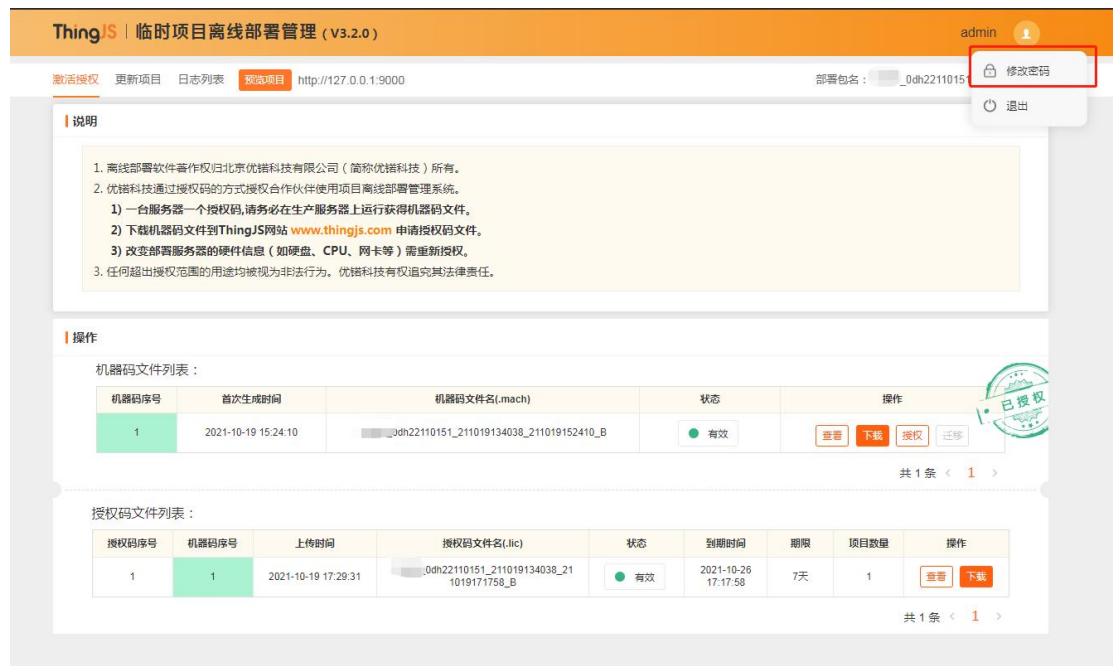 ThingJS | 临时项目离线部署管理 ( V3.2.0 )
admin
激活授权 更新项目 日志列表 预览项目 http://127.0.0.1:9000
部署包名： _0dh22110151
修改密码
退出
说明
1. 离线部署软件著作权归北京优锘科技有限公司（简称优锘科技）所有。
2. 优锘科技通过授权码的方式授权合作伙伴使用项目离线部署管理系统。
1) 一台服务器一个授权码,请务必在生产服务器上运行获得机器码文件。
2) 下载机器码文件到ThingJS网站 www.thingjs.com 申请授权码文件。
3) 改变部署服务器的硬件信息（如硬盘、CPU、网卡等）需重新授权。
3. 任何超出授权范围的用途均被视为非法行为。优锘科技有权追究其法律责任。
操作
机器码文件列表：
机器码序号 首次生成时间 机器码文件名(.mach) 状态 操作
1 2021-10-19 15:24:10 _0dh22110151_211019134038_211019152410_B 有效 查看 下载 授权 迁移
已授权
共 1 条 < 1 >
授权码文件列表：
授权码序号 机器码序号 上传时间 授权码文件名(.lic) 状态 到期时间 期限 项目数量 操作
1 1 2021-10-19 17:29:31 _0dh22110151_211019134038_21 有效 2021-10-26 7天 1 查看 下载
1019171758_B 17:17:58
共 1 条 < 1 >